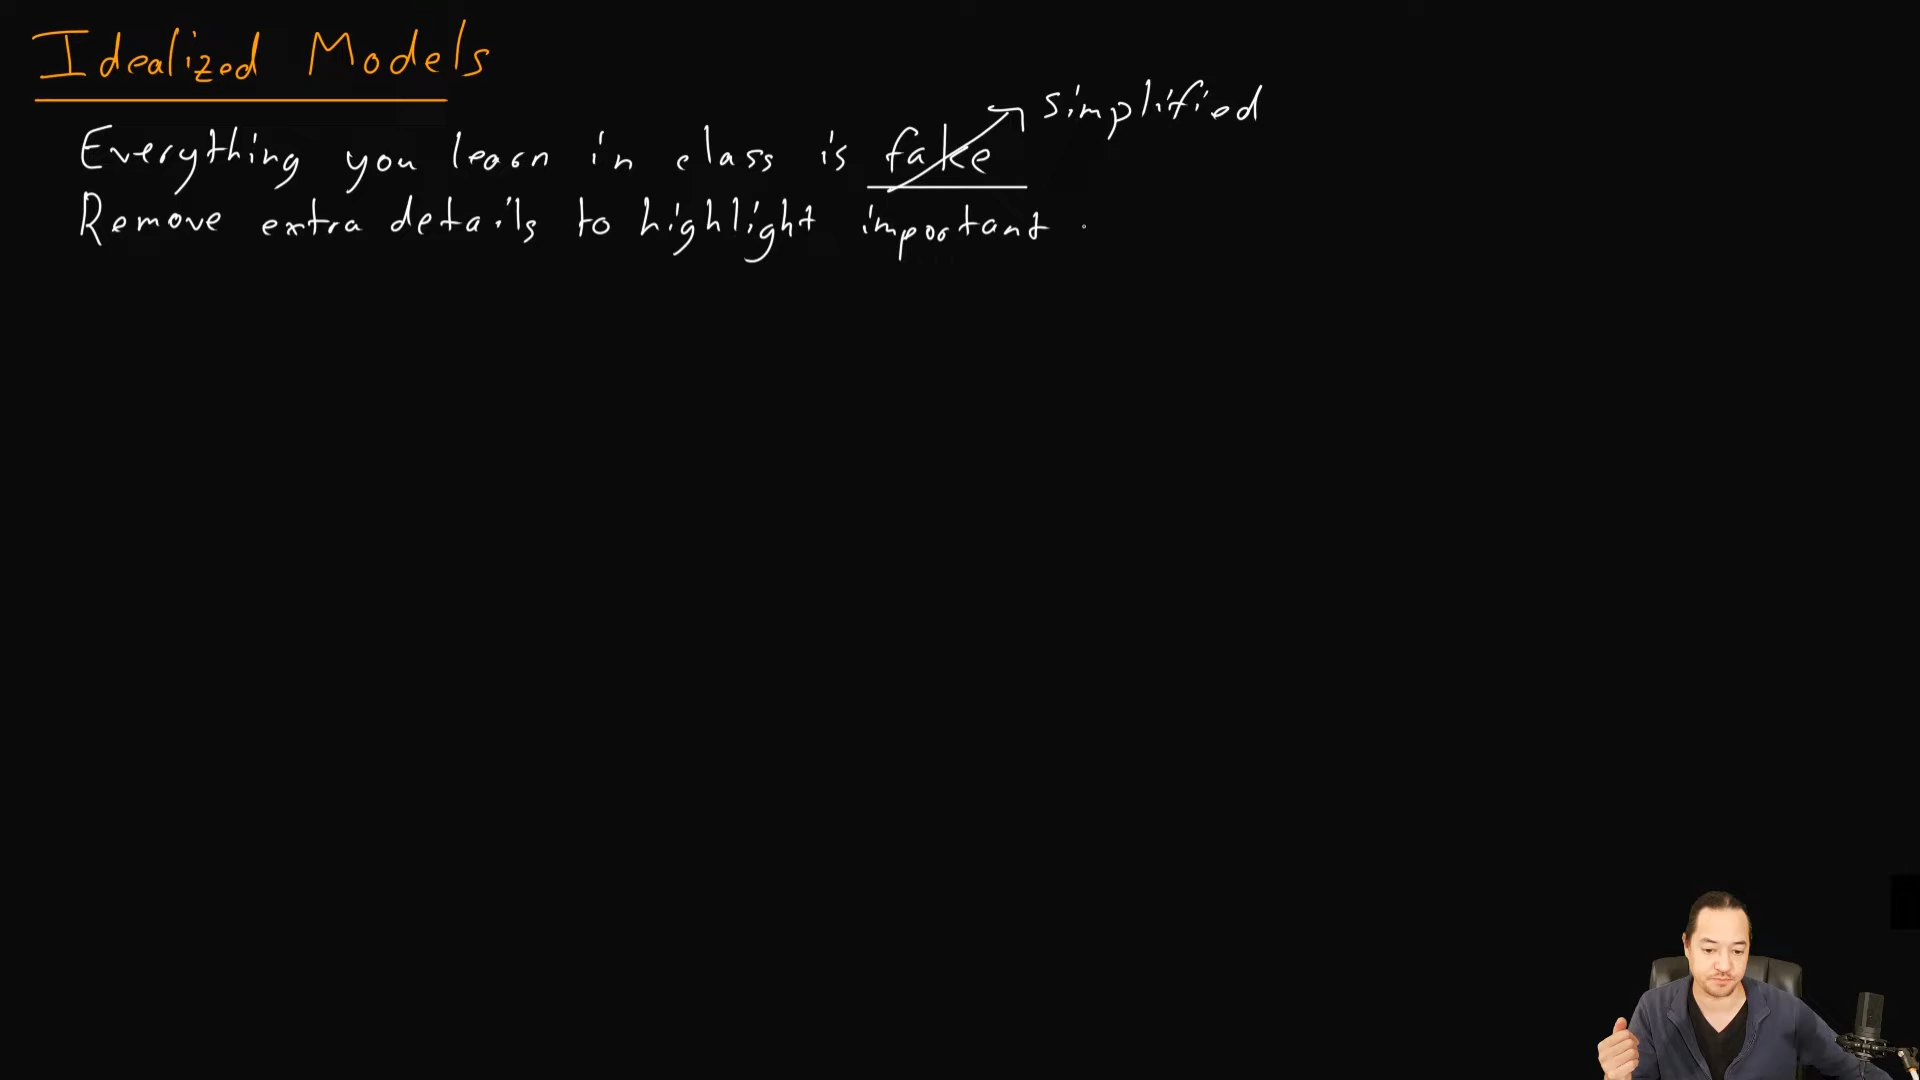 Idealized Models
simplified
Everything you learn in class is fake
Remove extra details to highlight important